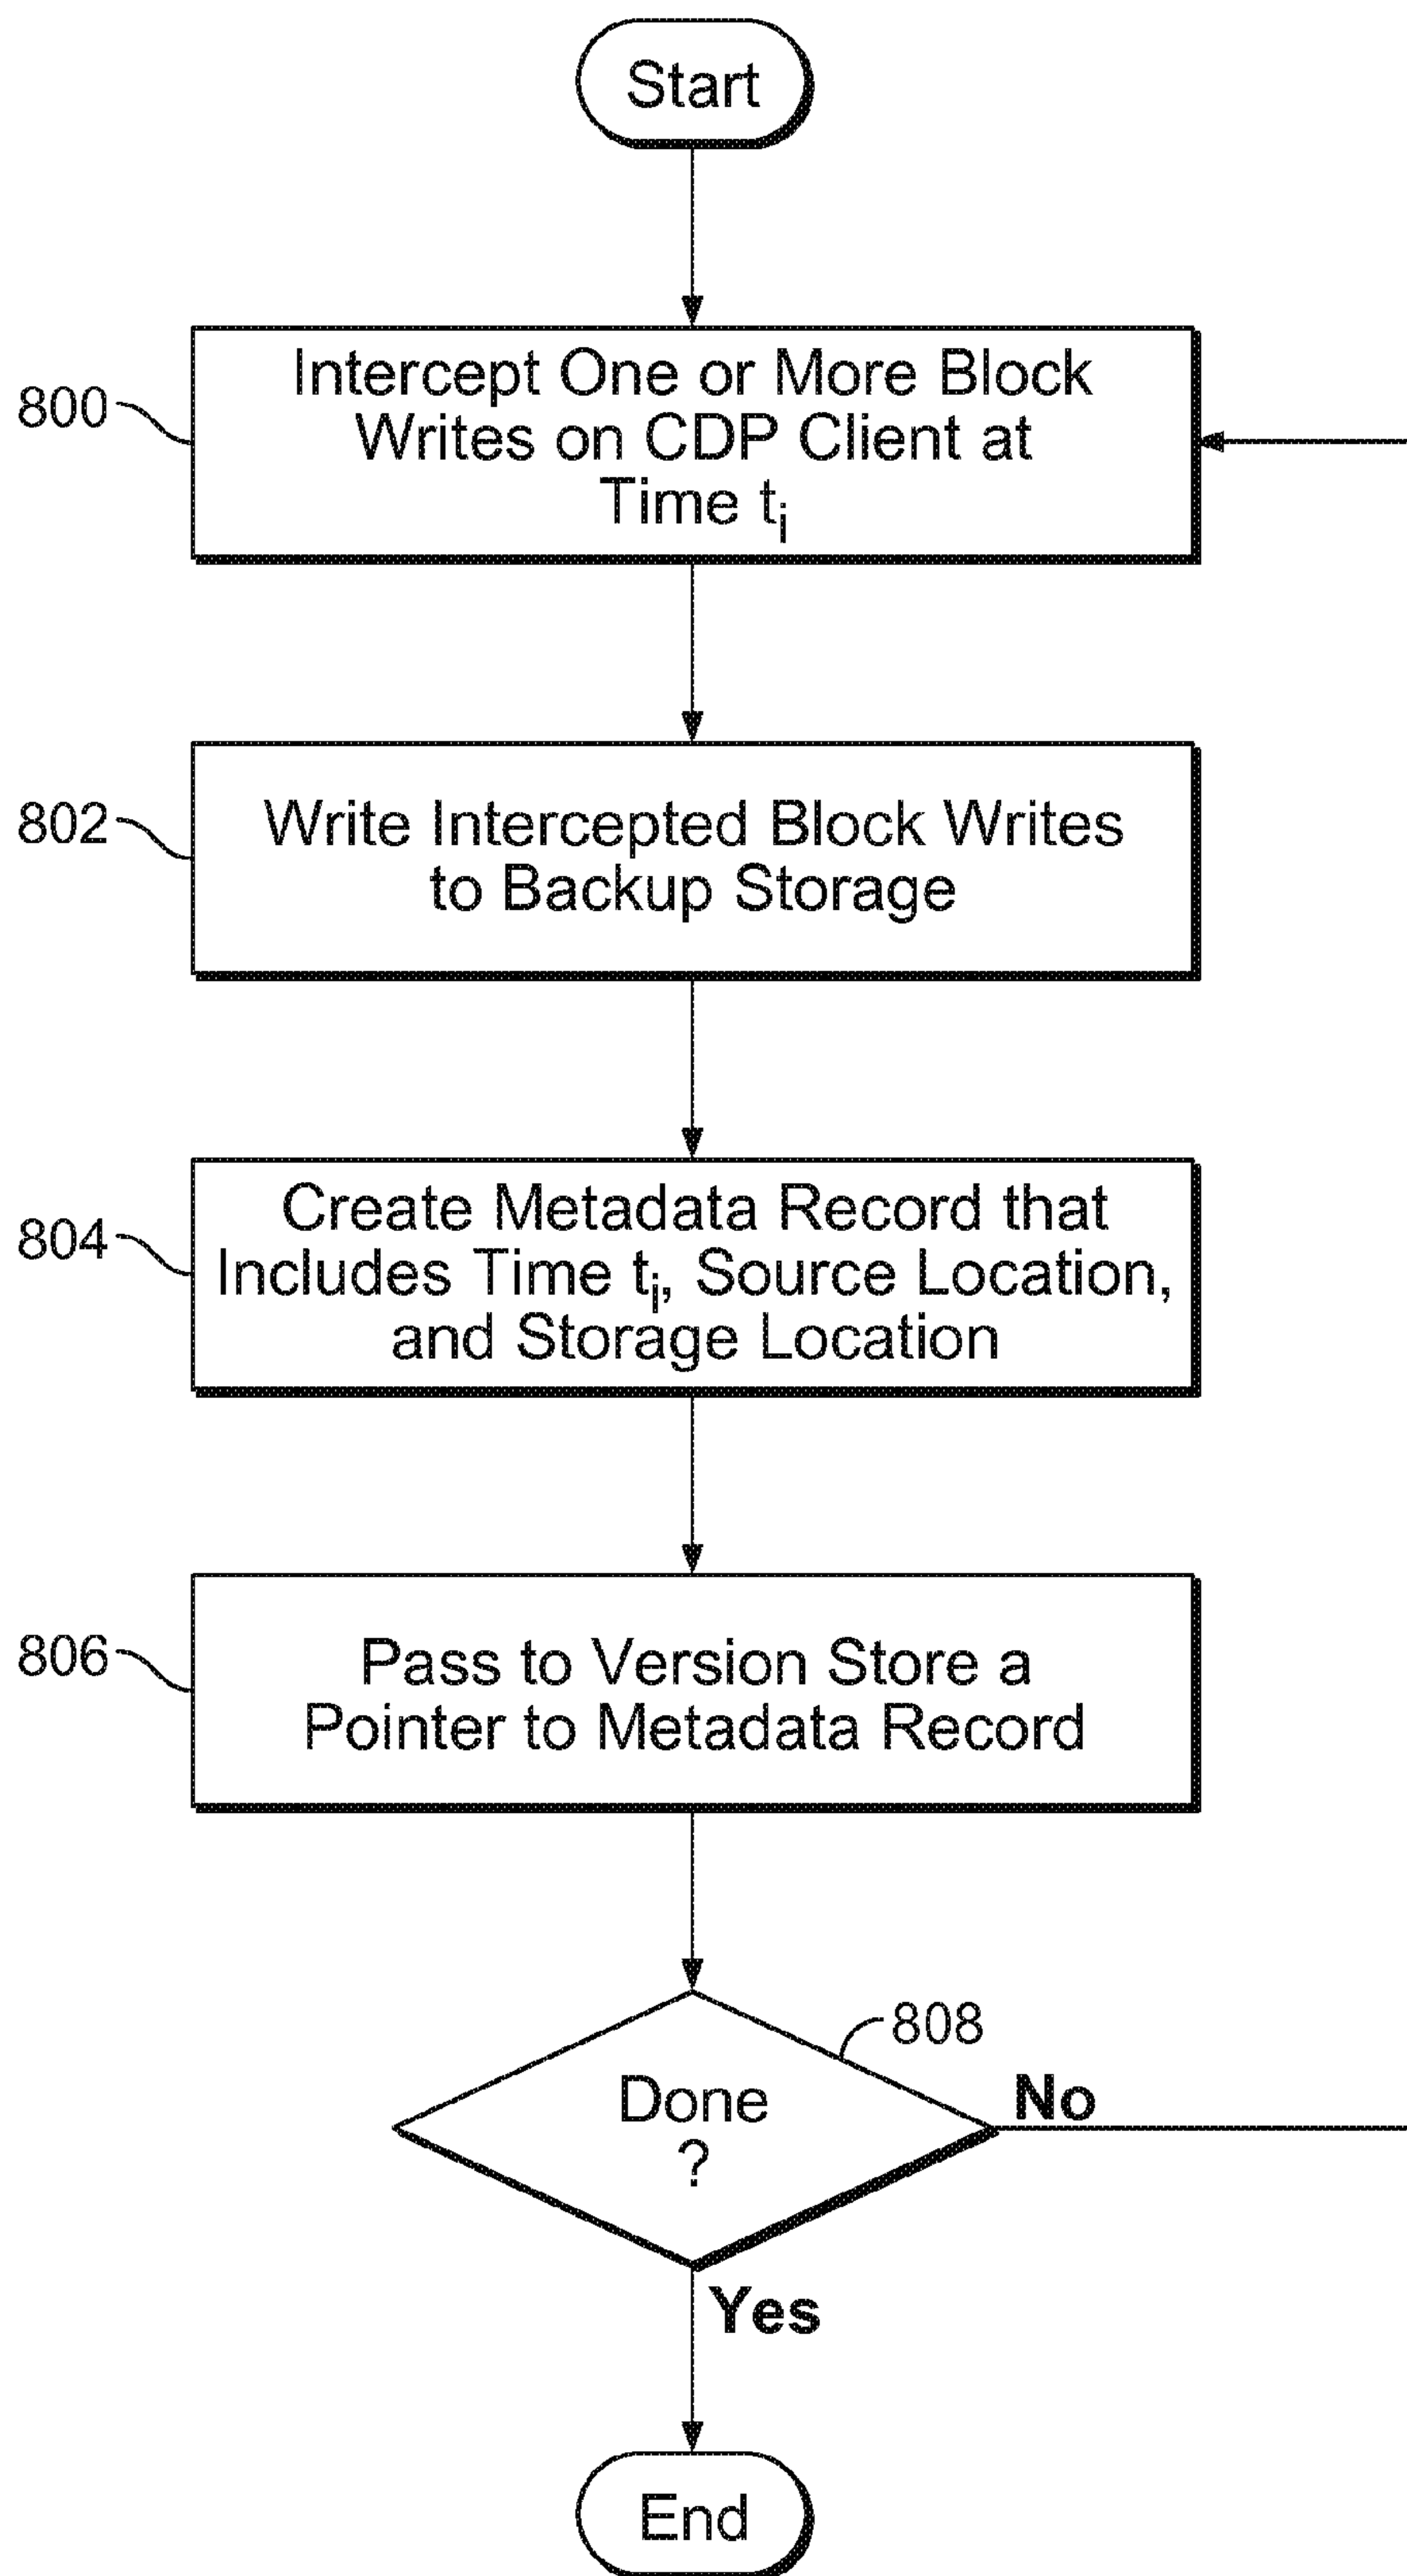 Start
800
Intercept One or More Block
Writes on CDP Client at
Time ti
802
Write Intercepted Block Writes
to Backup Storage
804
Create Metadata Record that
Includes Time ti, Source Location,
and Storage Location
806
Pass to Version Store a
Pointer to Metadata Record
808
Done
?
No
Yes
End